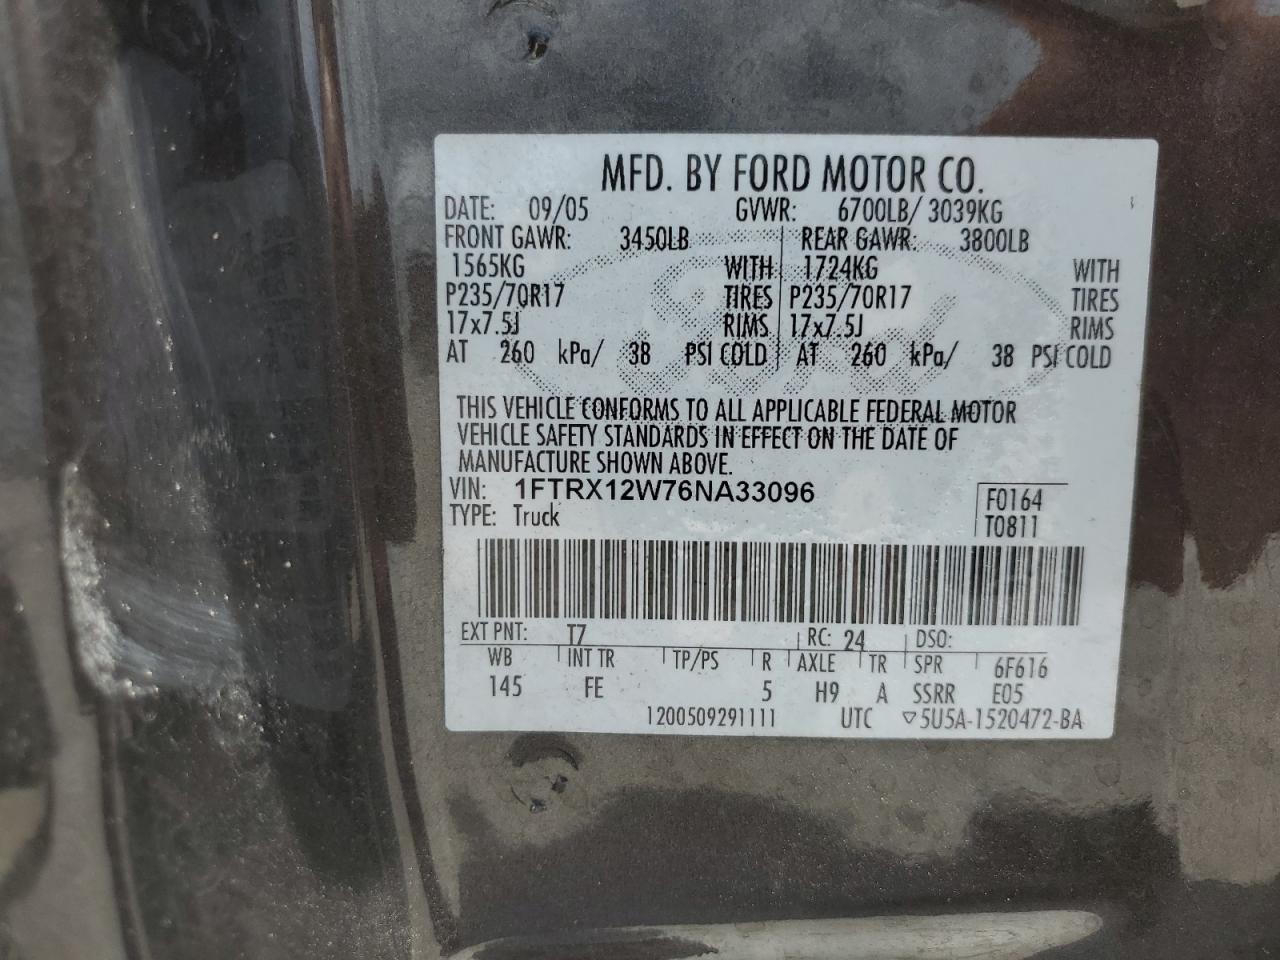 MFD. BY FORD MOTOR CO.
DATE: 09/05 GVWR: 6700LB/ 3039KG
FRONT GAWR: 3450LB REAR GAWR: 3800LB
1565KG WITH 1724KG WITH
P235/70R17 TIRES P235/70R17 TIRES
17x7.5J RIMS 17x7.5J RIMS
AT 260 kPa/ 38 PSI COLD AT 260 kPa/ 38 PSI COLD
THIS VEHICLE CONFORMS TO ALL APPLICABLE FEDERAL MOTOR
VEHICLE SAFETY STANDARDS IN EFFECT ON THE DATE OF
MANUFACTURE SHOWN ABOVE.
VIN: 1FTRX12W76NA33096 F0164
TYPE: Truck T0811
EXT PNT: T7 RC: 24 DSO:
WB INT TR TP/PS R AXLE TR SPR 6F616
145 FE 5 H9 A SSRR E05
1200509291111 UTC ▽5U5A-1520472-BA